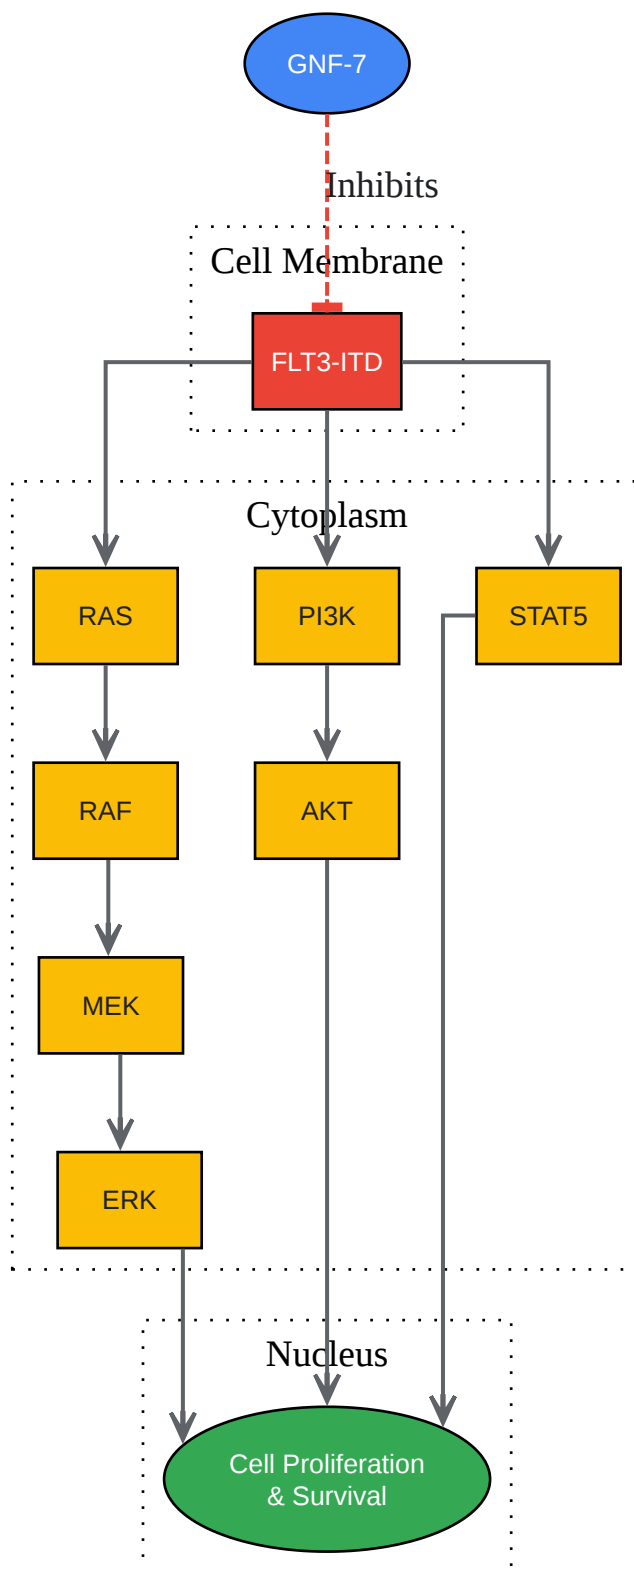 GNF-7
Inhibits
Cell Membrane
FLT3-ITD
Cytoplasm
RAS
PI3K
STAT5
RAF
AKT
MEK
ERK
Nucleus
Cell Proliferation
& Survival